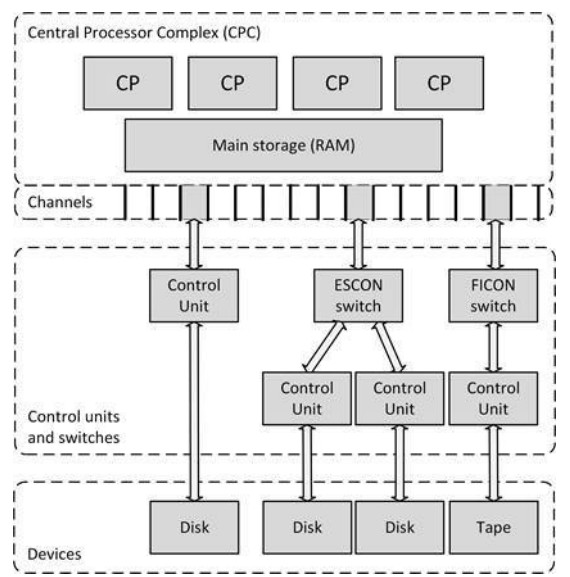 Central Processor Complex (CPC)
CP CP CP CP
Main storage (RAM)
Channels
Control
Unit
ESCON
switch
FICON
switch
Control
Unit
Control
Unit
Control
Unit
Control units
and switches
Disk Disk Disk Tape
Devices